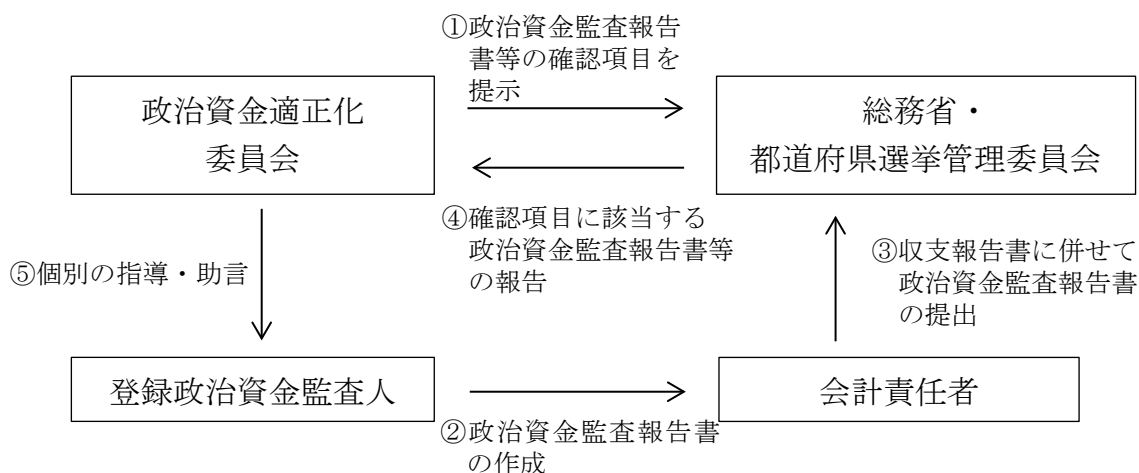 ①政治資金監査報告
書等の確認項目を
提示
政治資金適正化
委員会
総務省・
都道府県選挙管理委員会
④確認項目に該当する
政治資金監査報告書等
の報告
③収支報告書に併せて
政治資金監査報告書
の提出
⑤個別の指導・助言
登録政治資金監査人
会計責任者
②政治資金監査報告書
の作成